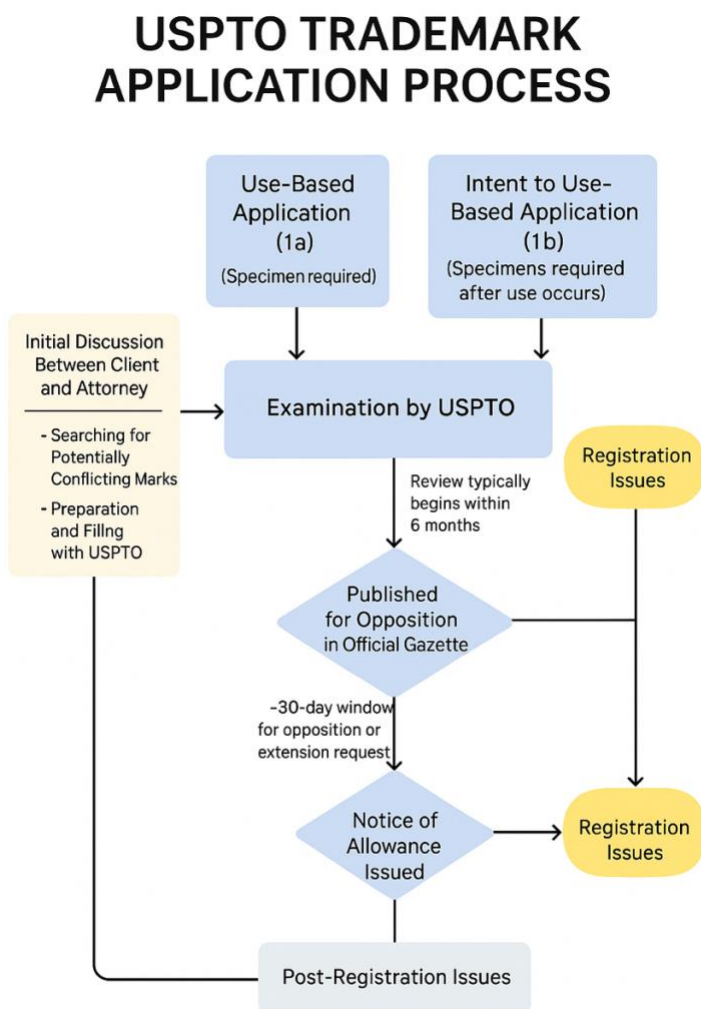 USPTO TRADEMARK
APPLICATION PROCESS
Use-Based
Application
(1a)
(Specimen required)
Intent to Use-
Based Application
(1b)
(Specimens required
after use occurs)
Initial Discussion
Between Client
and Attorney
- Searching for
Potentially
Conflicting Marks
- Preparation
and Fillng
with USPTO
Examination by USPTO
Registration
Issues
Review typically
begins within
6 months
Published
for Opposition
in Official Gazette
-30-day window
for opposition or
extension request
Notice of
Allowance
Issued
Registration
Issues
Post-Registration Issues